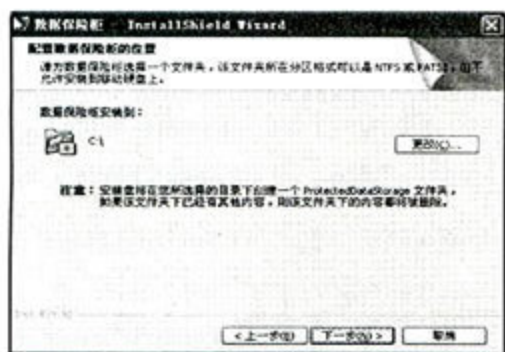 数据保险柜 - InstallShield Wizard
配置数据保险柜的位置
请为数据保险柜选择一个文件夹，该文件夹所在分区格式可以是 NTFS 或 FAT32，但不
允许安装到移动硬盘上。
数据保险柜安装到：
C:\
更改(C)...
注意：安装盘将在您所选择的目录下创建一个 ProtectedDataStorage 文件夹，
如果该文件夹下已经有其他内容，则该文件夹下的内容都将被删除。
InstallShield
<上一步(B) 下一步(N)> 取消